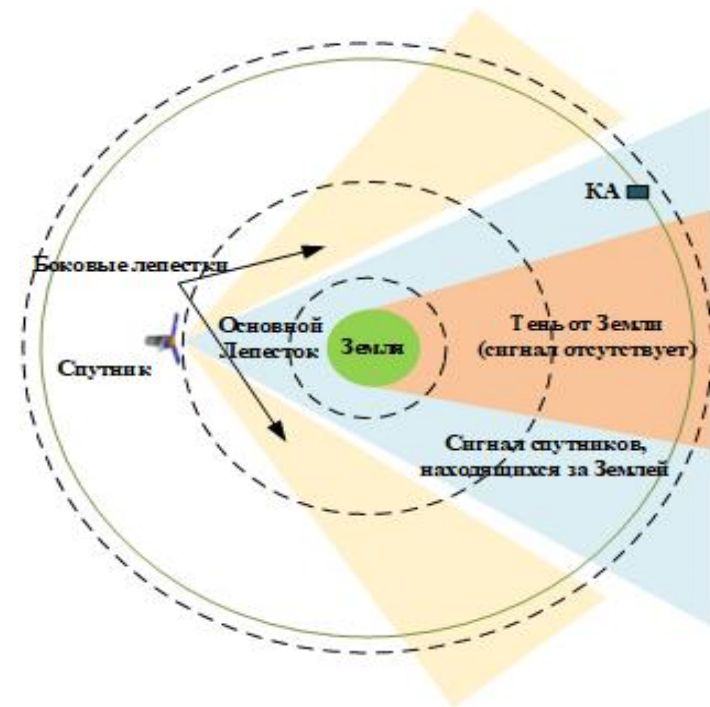 КА
Боковые лепестки
Основной
Лепесток
Земля
Тень от Земли
(сигнал отсутствует)
Спутник
Сигнал спутников,
находящихся за Землей